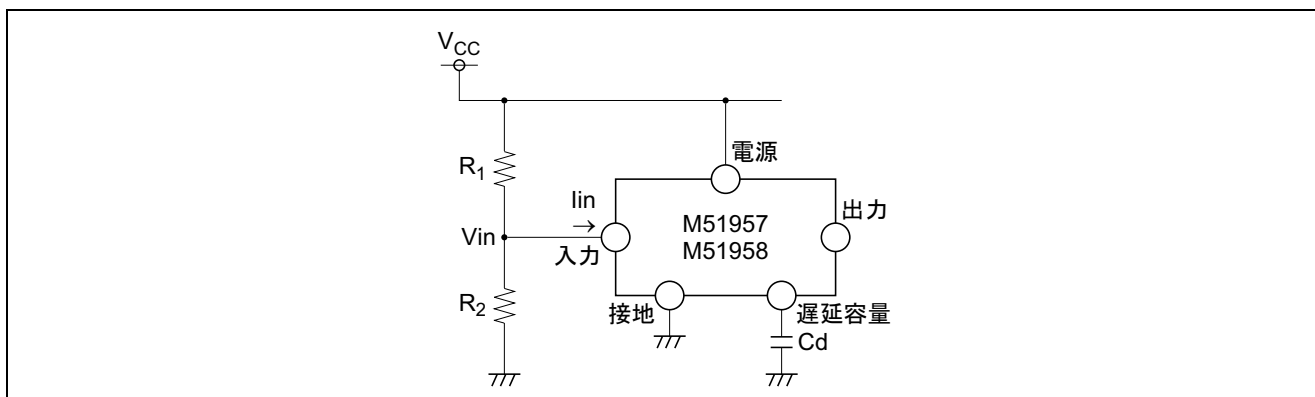 VCC
電源
R1
Iin
→
M51957
M51958
出力
Vin
入力
R2
接地
遅延容量
Cd